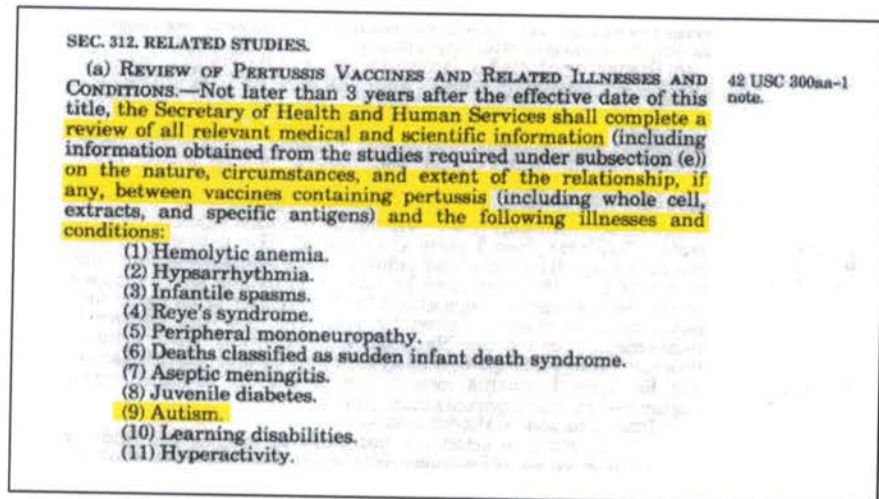 SEC. 312. RELATED STUDIES.
(a) REVIEW OF PERTUSSIS VACCINES AND RELATED ILLNESSES AND
CONDITIONS.—Not later than 3 years after the effective date of this
title, the Secretary of Health and Human Services shall complete a
review of all relevant medical and scientific information (including
information obtained from the studies required under subsection (e))
on the nature, circumstances, and extent of the relationship, if
any, between vaccines containing pertussis (including whole cell,
extracts, and specific antigens) and the following illnesses and
conditions:
(1) Hemolytic anemia.
(2) Hypsarrhythmia.
(3) Infantile spasms.
(4) Reye's syndrome.
(5) Peripheral mononeuropathy.
(6) Deaths classified as sudden infant death syndrome.
(7) Aseptic meningitis.
(8) Juvenile diabetes.
(9) Autism.
(10) Learning disabilities.
(11) Hyperactivity.
42 USC 300aa-1
note.